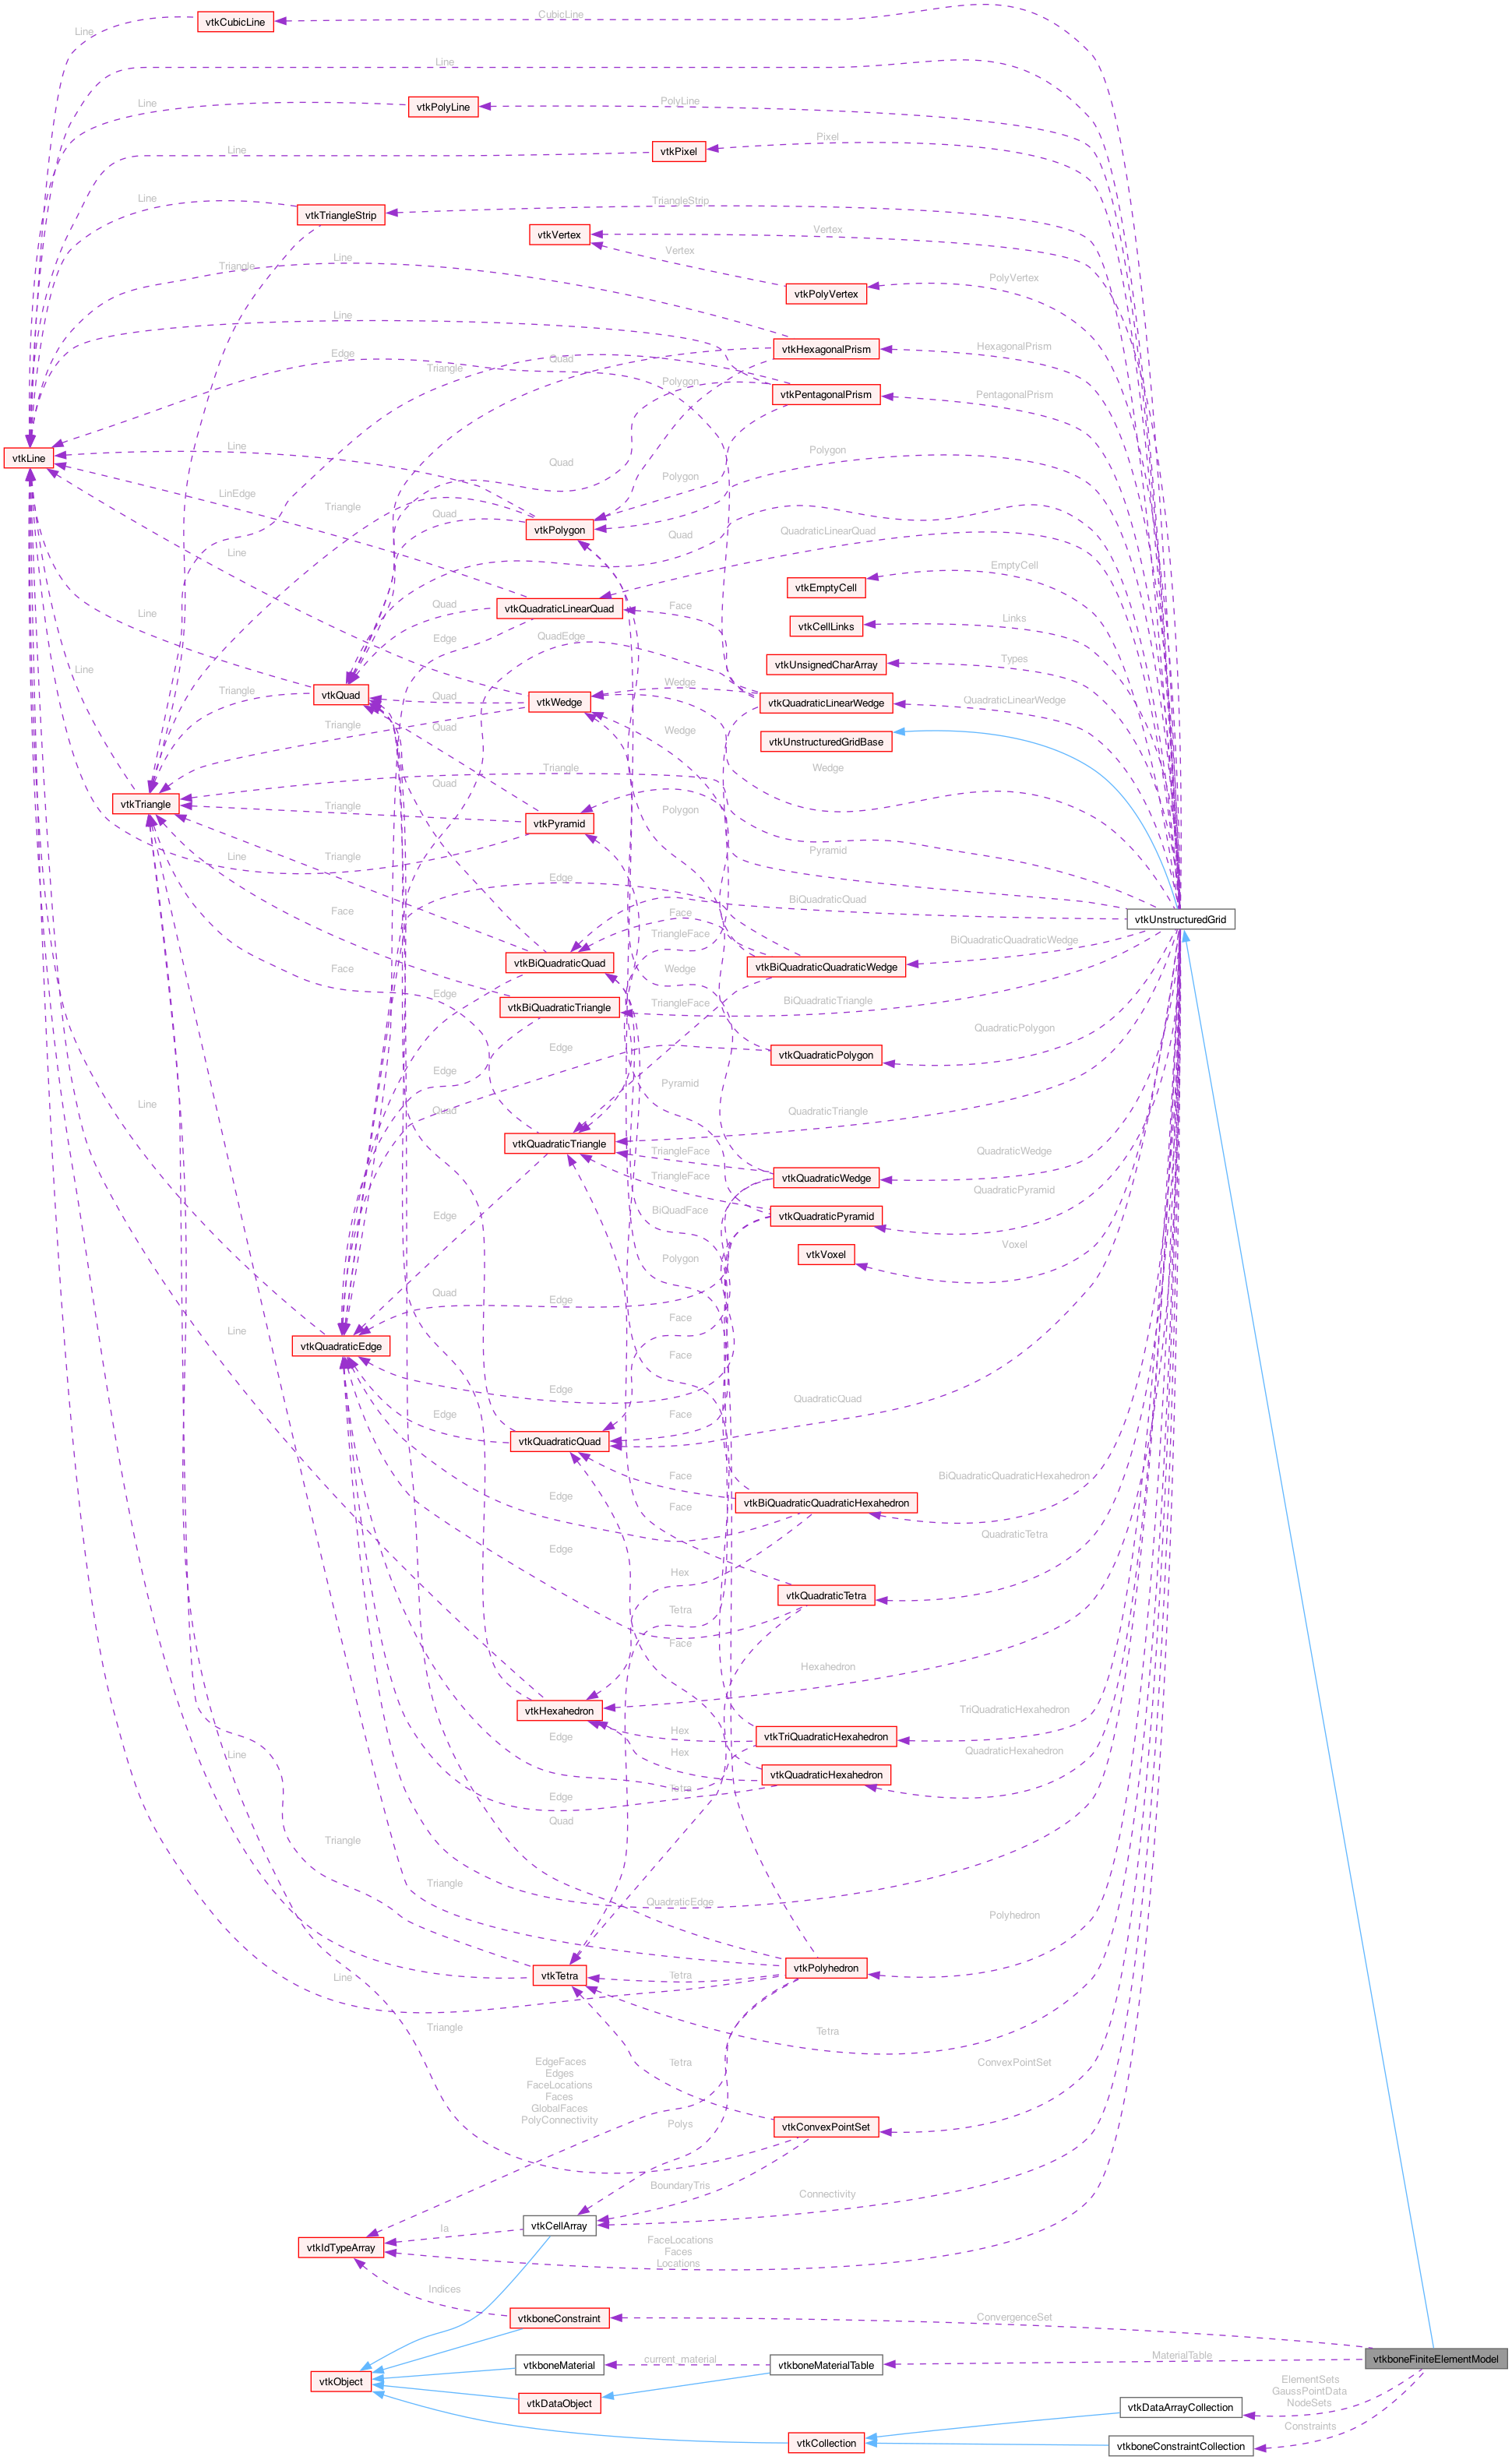 CubicLine
vtkCubicLine
Line
Line
Line
PolyLine
vtkPolyLine
Pixel
Line
vtkPixel
Line
TriangleStrip
vtkTriangleStrip
Vertex
vtkVertex
Vertex
Line
Triangle
PolyVertex
vtkPolyVertex
Line
HexagonalPrism
vtkHexagonalPrism
Edge
Quad
Triangle
Polygon
PentagonalPrism
vtkPentagonalPrism
Line
vtkLine
Polygon
Quad
Polygon
LinEdge
Triangle
Quad
vtkPolygon
Quad
QuadraticLinearQuad
Line
EmptyCell
vtkEmptyCell
Quad
vtkQuadraticLinearQuad
Face
Line
Links
vtkCellLinks
Edge
QuadEdge
Types
vtkUnsignedCharArray
Wedge
Triangle
vtkQuad
Quad
vtkWedge
vtkQuadraticLinearWedge
QuadraticLinearWedge
Line
Triangle
Quad
Wedge
vtkUnstructuredGridBase
Triangle
Wedge
Quad
vtkTriangle
Triangle
Polygon
vtkPyramid
Pyramid
Line
Triangle
Edge
BiQuadraticQuad
Face
Face
vtkUnstructuredGrid
TriangleFace
BiQuadraticQuadraticWedge
vtkBiQuadraticQuad
vtkBiQuadraticQuadraticWedge
Face
Wedge
Edge
TriangleFace
BiQuadraticTriangle
vtkBiQuadraticTriangle
QuadraticPolygon
Edge
vtkQuadraticPolygon
Edge
Pyramid
Line
Quad
QuadraticTriangle
vtkQuadraticTriangle
TriangleFace
QuadraticWedge
vtkQuadraticWedge
TriangleFace
QuadraticPyramid
BiQuadFace
vtkQuadraticPyramid
Edge
Voxel
vtkVoxel
Polygon
Quad
Edge
Face
Line
vtkQuadraticEdge
Face
Edge
QuadraticQuad
Edge
Face
vtkQuadraticQuad
Face
BiQuadraticQuadraticHexahedron
Edge
vtkBiQuadraticQuadraticHexahedron
Face
QuadraticTetra
Edge
Hex
vtkQuadraticTetra
Tetra
Face
Hexahedron
vtkHexahedron
TriQuadraticHexahedron
Hex
vtkTriQuadraticHexahedron
Edge
Hex
QuadraticHexahedron
Line
vtkQuadraticHexahedron
Tetra
Edge
Quad
Triangle
QuadraticEdge
Triangle
Polyhedron
vtkPolyhedron
vtkTetra
Tetra
Line
Triangle
Tetra
EdgeFaces
Edges
FaceLocations
Faces
GlobalFaces
PolyConnectivity
Tetra
ConvexPointSet
Polys
vtkConvexPointSet
BoundaryTris
Connectivity
vtkCellArray
Ia
vtkIdTypeArray
FaceLocations
Faces
Locations
Indices
vtkboneConstraint
ConvergenceSet
MaterialTable
vtkboneFiniteElementModel
vtkboneMaterial
current_material
vtkboneMaterialTable
vtkObject
vtkDataObject
ElementSets
GaussPointData
NodeSets
vtkDataArrayCollection
Constraints
vtkCollection
vtkboneConstraintCollection